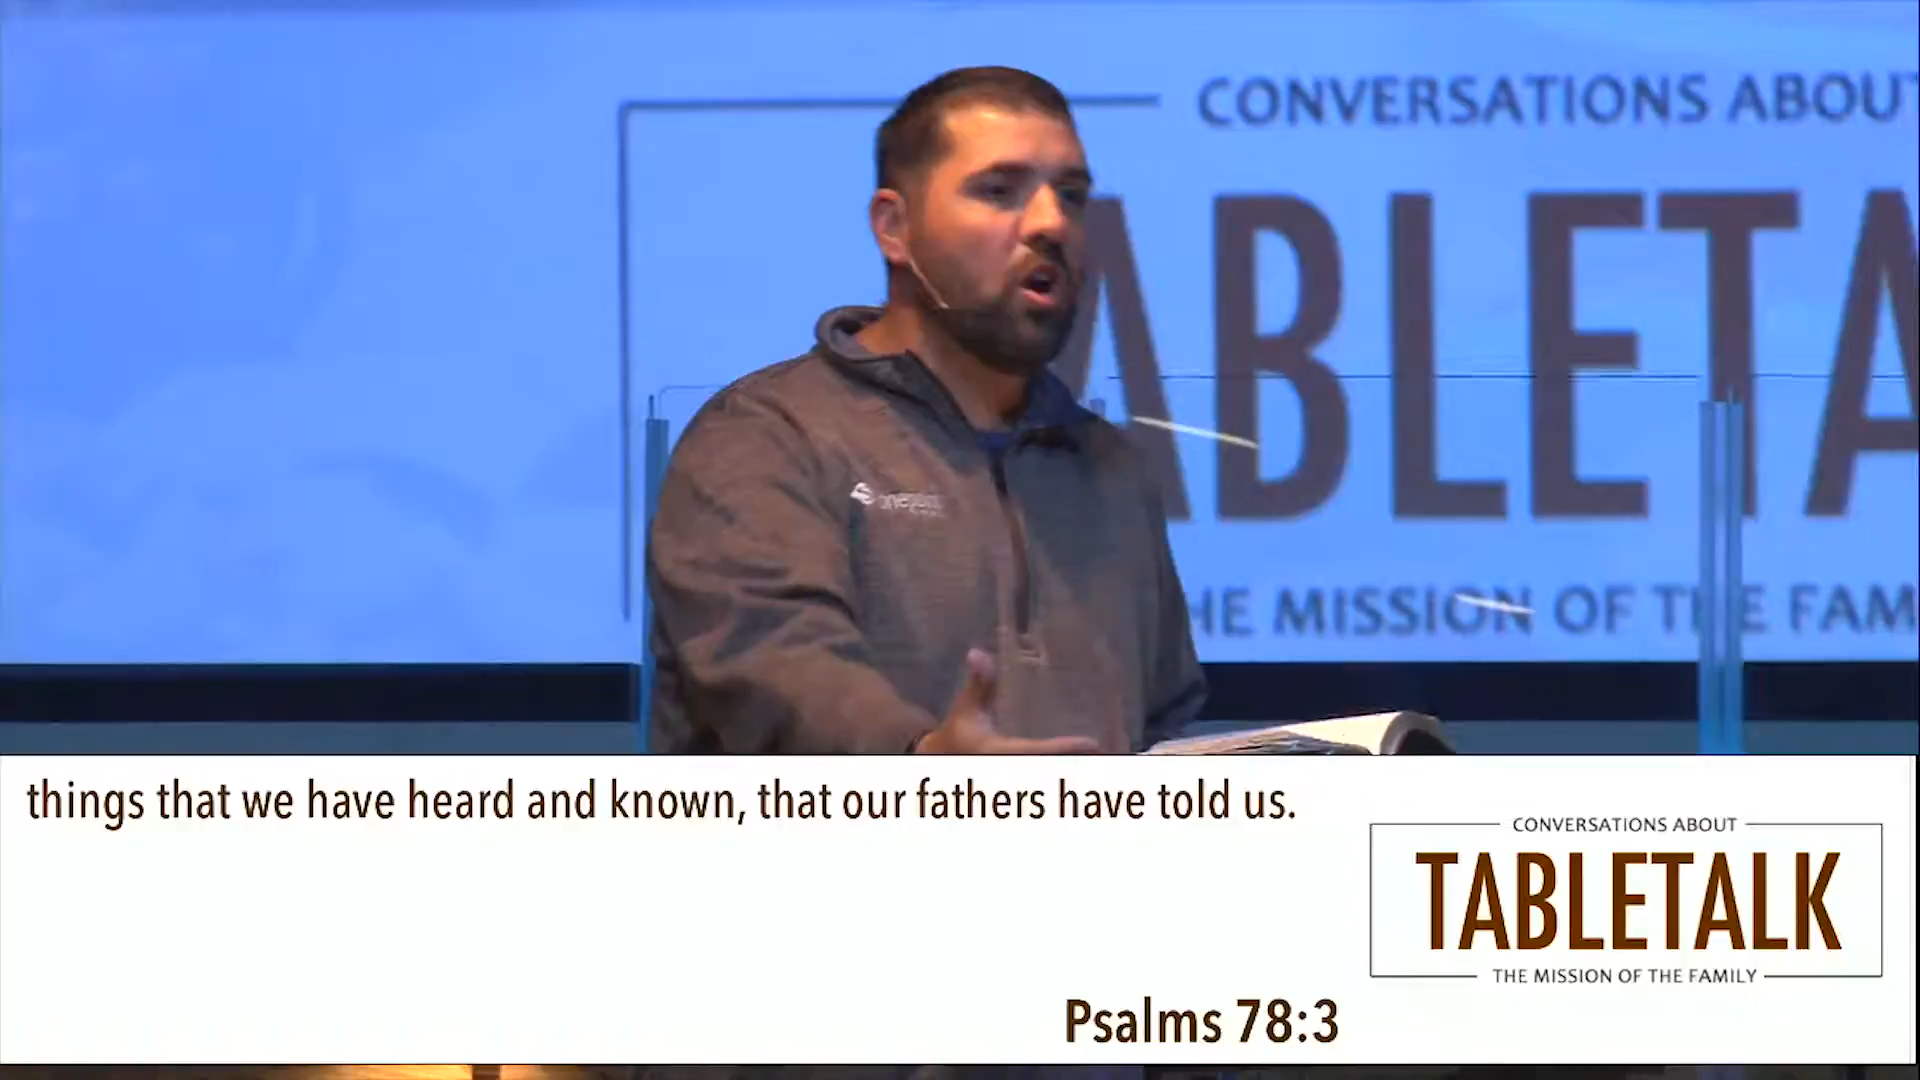 CONVERSATIONS ABOU
ABLETA
HE MISSION OF THE FAM
things that we have heard and known, that our fathers have told us.
CONVERSATIONS ABOUT
TABLETALK
THE MISSION OF THE FAMILY
Psalms 78:3